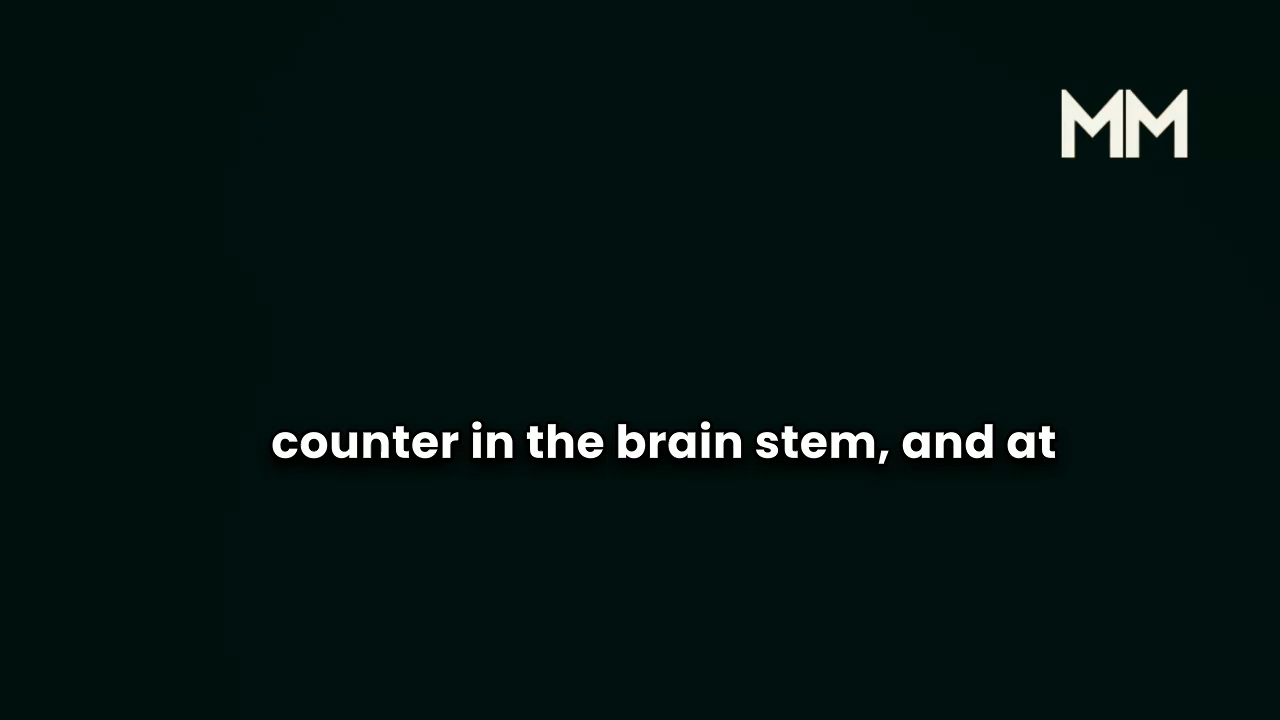 MM
counter in the brain stem, and at